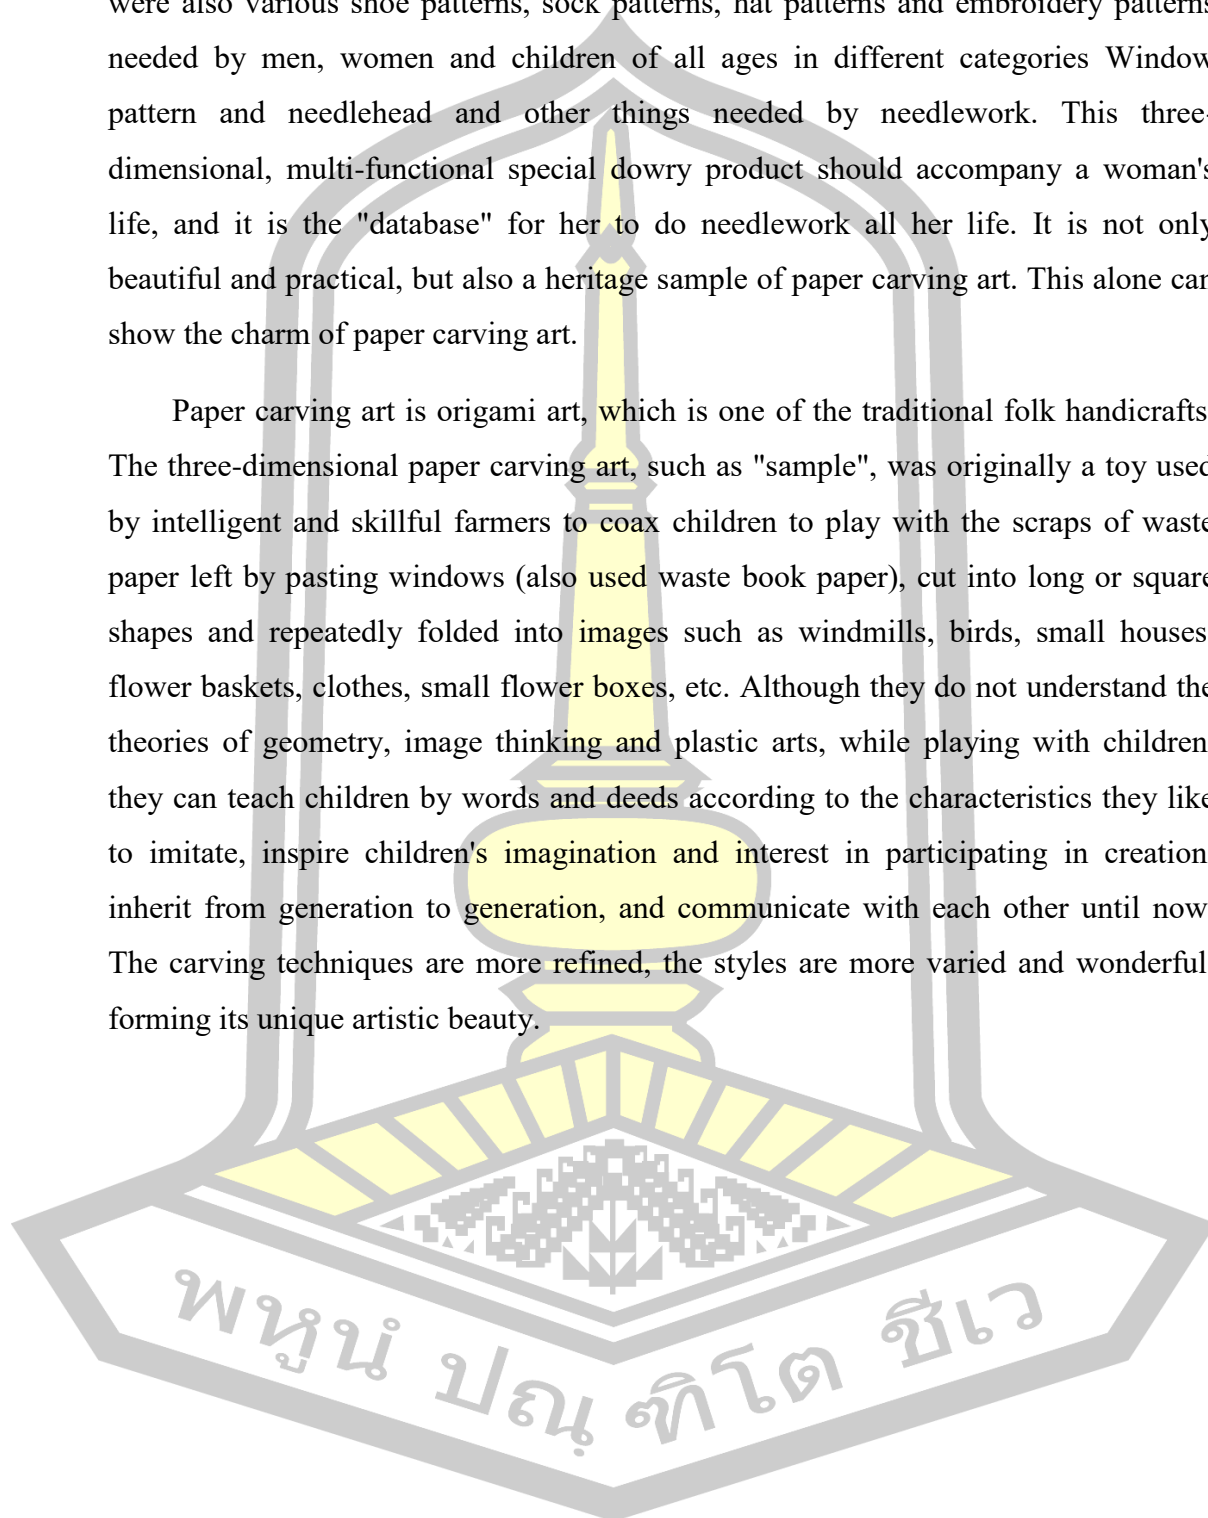 were also various shoe patterns, sock patterns, hat patterns and embroidery patterns
needed by men, women and children of all ages in different categories Window
pattern and needlehead and other things needed by needlework. This three-
dimensional, multi-functional special dowry product should accompany a woman's
life, and it is the "database" for her to do needlework all her life. It is not only
beautiful and practical, but also a heritage sample of paper carving art. This alone can
show the charm of paper carving art.
Paper carving art is origami art, which is one of the traditional folk handicrafts
The three-dimensional paper carving art, such as "sample", was originally a toy used
by intelligent and skillful farmers to coax children to play with the scraps of waste
paper left by pasting windows (also used waste book paper), cut into long or square
shapes and repeatedly folded into images such as windmills, birds, small houses
flower baskets, clothes, small flower boxes, etc. Although they do not understand the
theories of geometry, image thinking and plastic arts, while playing with children
they can teach children by words and deeds according to the characteristics they like
to imitate, inspire children's imagination and interest in participating in creation
inherit from generation to generation, and communicate with each other until now
The carving techniques are more refined, the styles are more varied and wonderful
forming its unique artistic beauty.
พหูนํ ปณฺฑิโต ชีเว